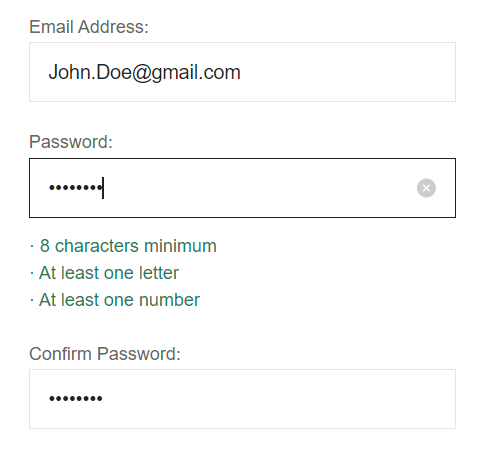 Email Address:
John.Doe@gmail.com
Password:
••••••••
· 8 characters minimum
· At least one letter
· At least one number
Confirm Password:
••••••••